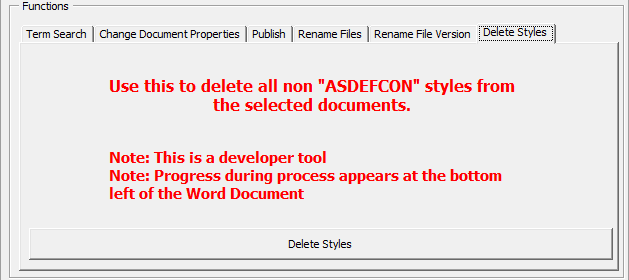 Functions
Term Search Change Document Properties Publish Rename Files Rename File Version Delete Styles
Use this to delete all non "ASDEFCON" styles from
the selected documents.
Note: This is a developer tool
Note: Progress during process appears at the bottom
left of the Word Document
Delete Styles